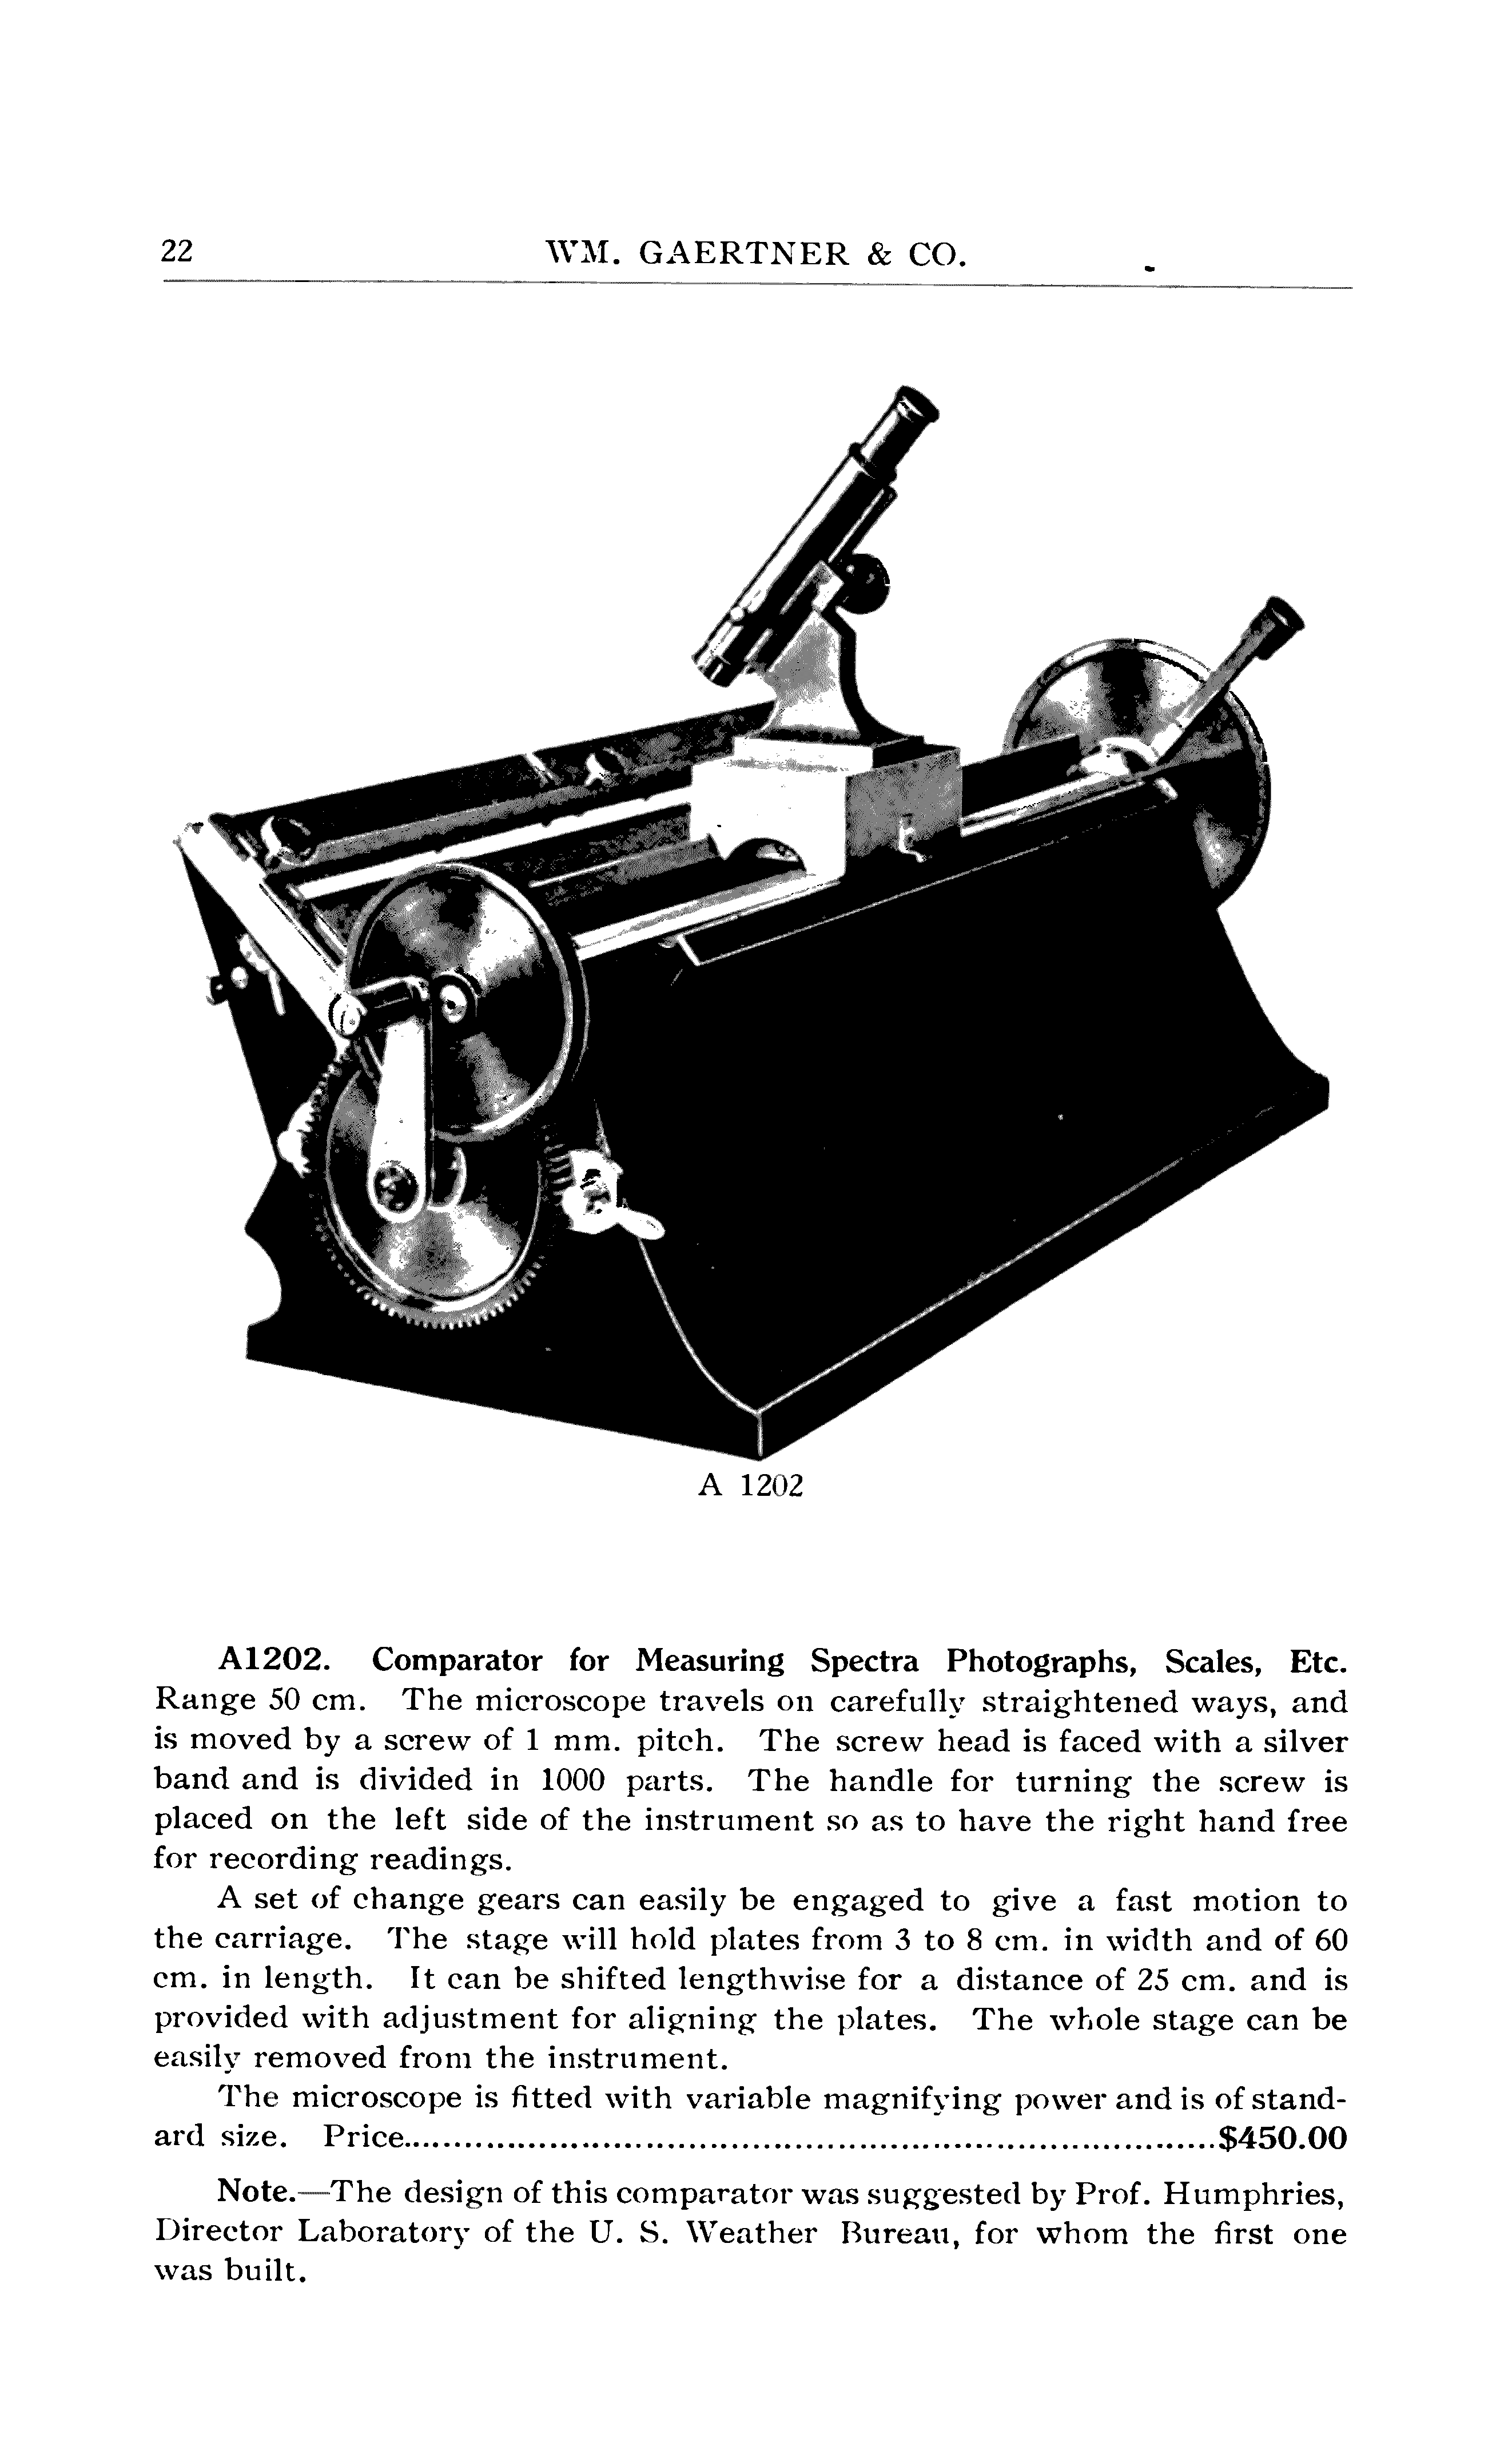 22
WM. GAERTNER & CO.
A 1202
A1202. Comparator for Measuring Spectra Photographs, Scales, Etc.
Range 50 cm. The microscope travels on carefully straightened ways, and
is moved by a screw of 1 mm. pitch. The screw head is faced with a silver
band and is divided in 1000 parts. The handle for turning the screw is
placed on the left side of the instrument so as to have the right hand free
for recording readings.
A set of change gears can easily be engaged to give a fast motion to
the carriage. The stage will hold plates from 3 to 8 cm. in width and of 60
cm. in length. It can be shifted lengthwise for a distance of 25 cm. and is
provided with adjustment for aligning the plates. The whole stage can be
easily removed from the instrument.
The microscope is fitted with variable magnifying power and is of stand-
ard size. Price................................................................................$450.00
Note.—The design of this comparator was suggested by Prof. Humphries,
Director Laboratory of the U. S. Weather Bureau, for whom the first one
was built.